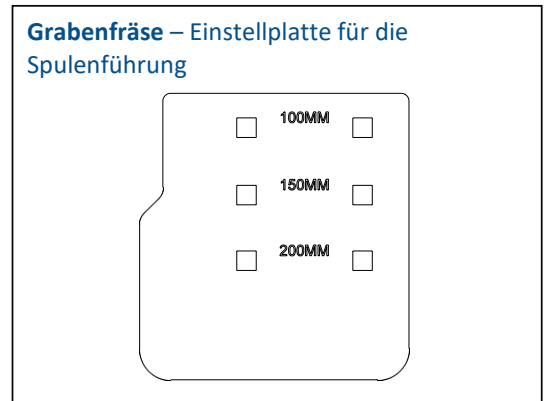 Grabenfräse – Einstellplatte für die
Spulenführung
100MM
150MM
200MM